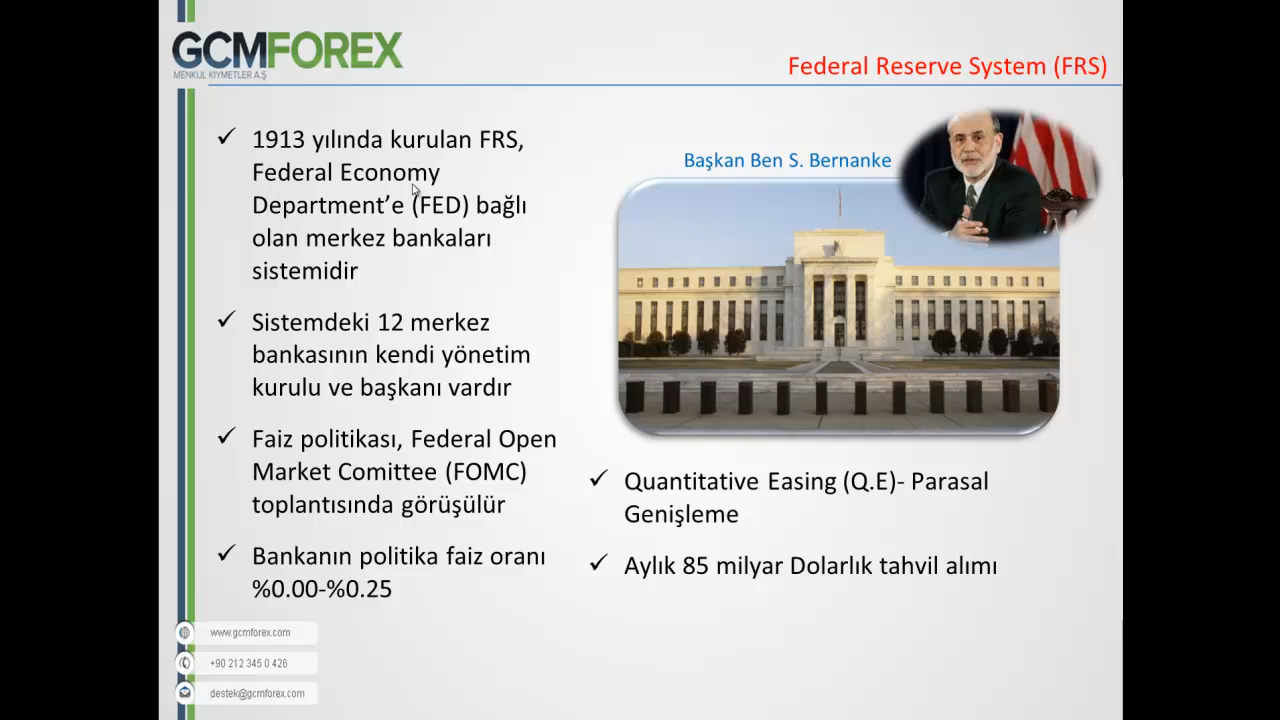 GCMFOREX
MENKUL KIYMETLER A.Ş
Federal Reserve System (FRS)
1913 yılında kurulan FRS,
Federal Economy
Department’e (FED) bağlı
olan merkez bankaları
sistemidir
Sistemdeki 12 merkez
bankasının kendi yönetim
kurulu ve başkanı vardır
Faiz politikası, Federal Open
Market Comittee (FOMC)
toplantısında görüşülür
Bankanın politika faiz oranı
%0.00-%0.25
Başkan Ben S. Bernanke
Quantitative Easing (Q.E)- Parasal
Genişleme
Aylık 85 milyar Dolarlık tahvil alımı
www.gcmforex.com
+90 212 345 0 426
destek@gcmforex.com